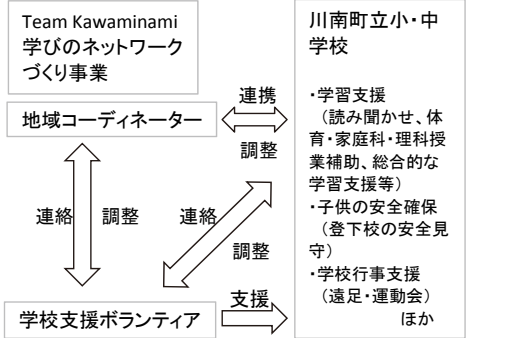 Team Kawaminami
学びのネットワーク
づくり事業
地域コーディネーター
連携
調整
川南町立小・中
学校
・学習支援
（読み聞かせ、体
育・家庭科・理科授
業補助、総合的な
学習支援等）
・子供の安全確保
（登下校の安全見
守）
・学校行事支援
（遠足・運動会）
ほか
連絡
調整
連絡
調整
支援
学校支援ボランティア